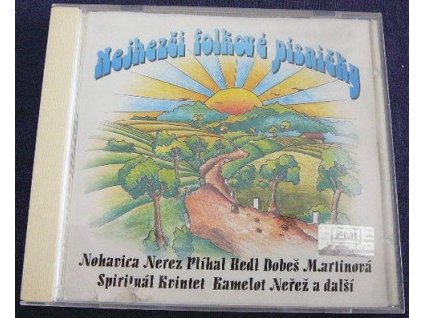 Nejhezčí folkové písničky
Nohavica Nerez Plíhal Redl Dobeš Martinová
Spirituál Kvintet Kamelot Neřež a další